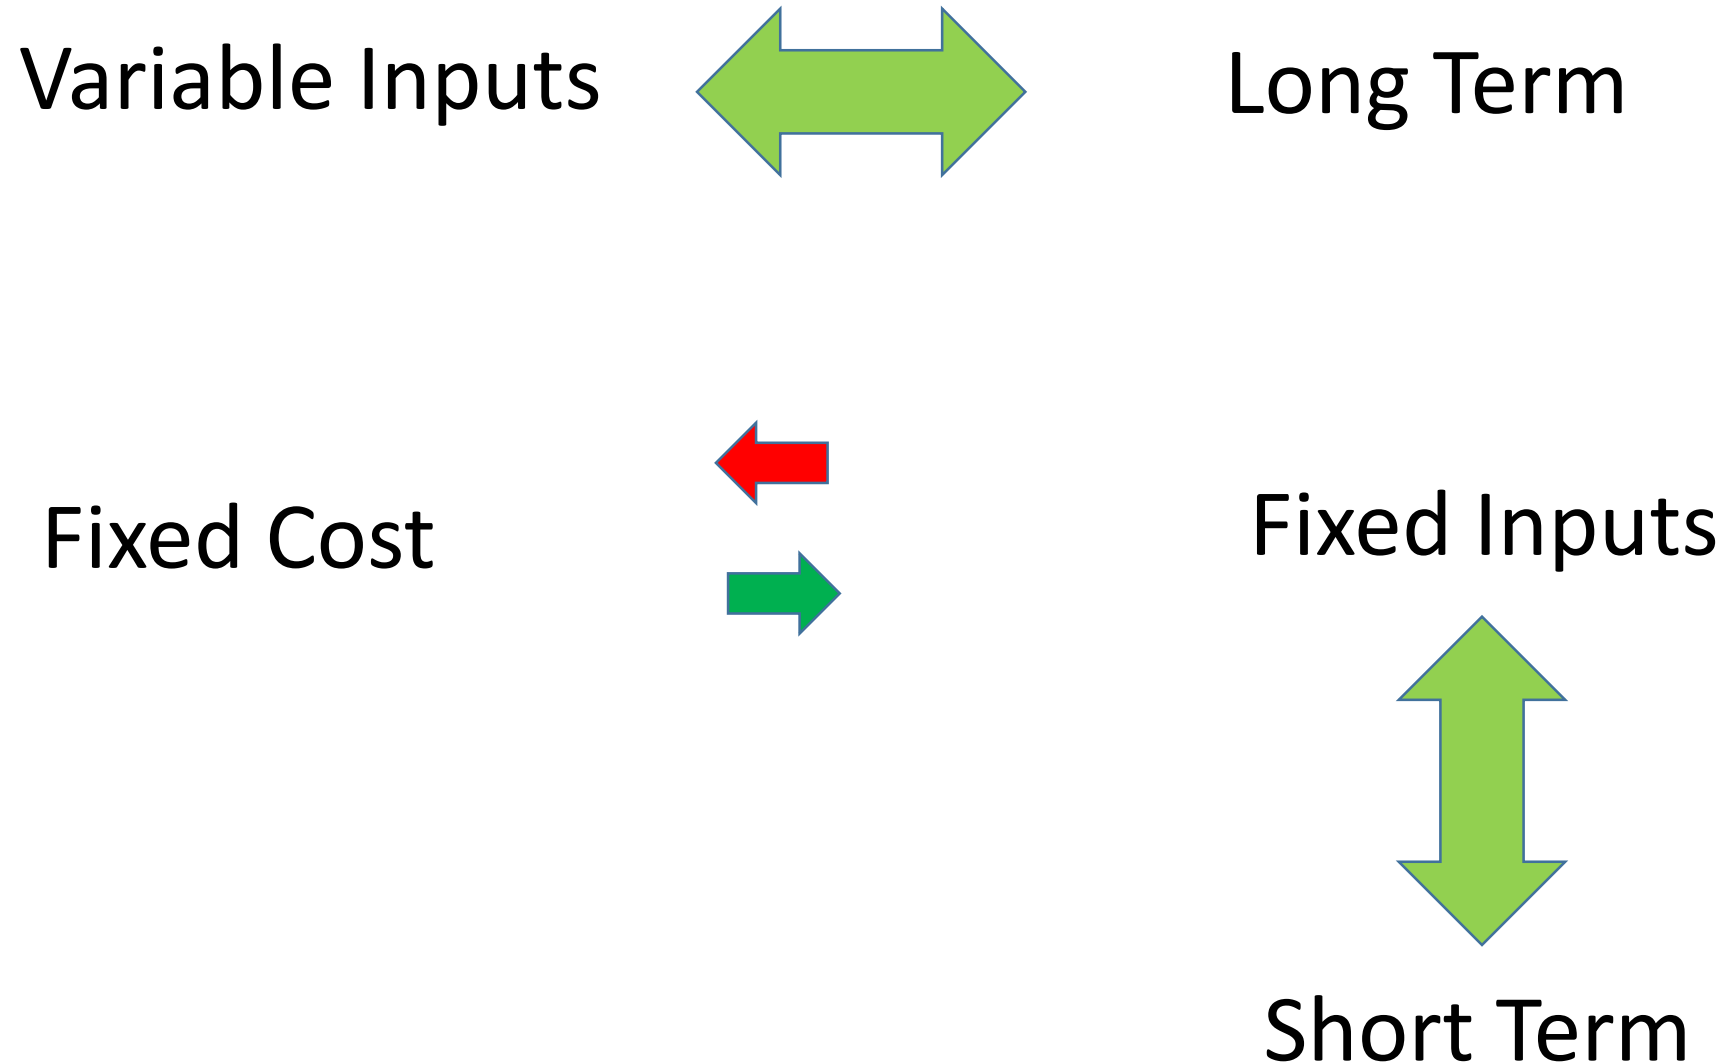 Variable Inputs
Long Term
Fixed Cost
Fixed Inputs
Short Term